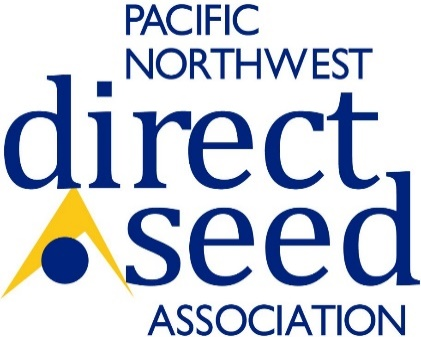 PACIFIC
NORTHWEST
direct
seed
ASSOCIATION